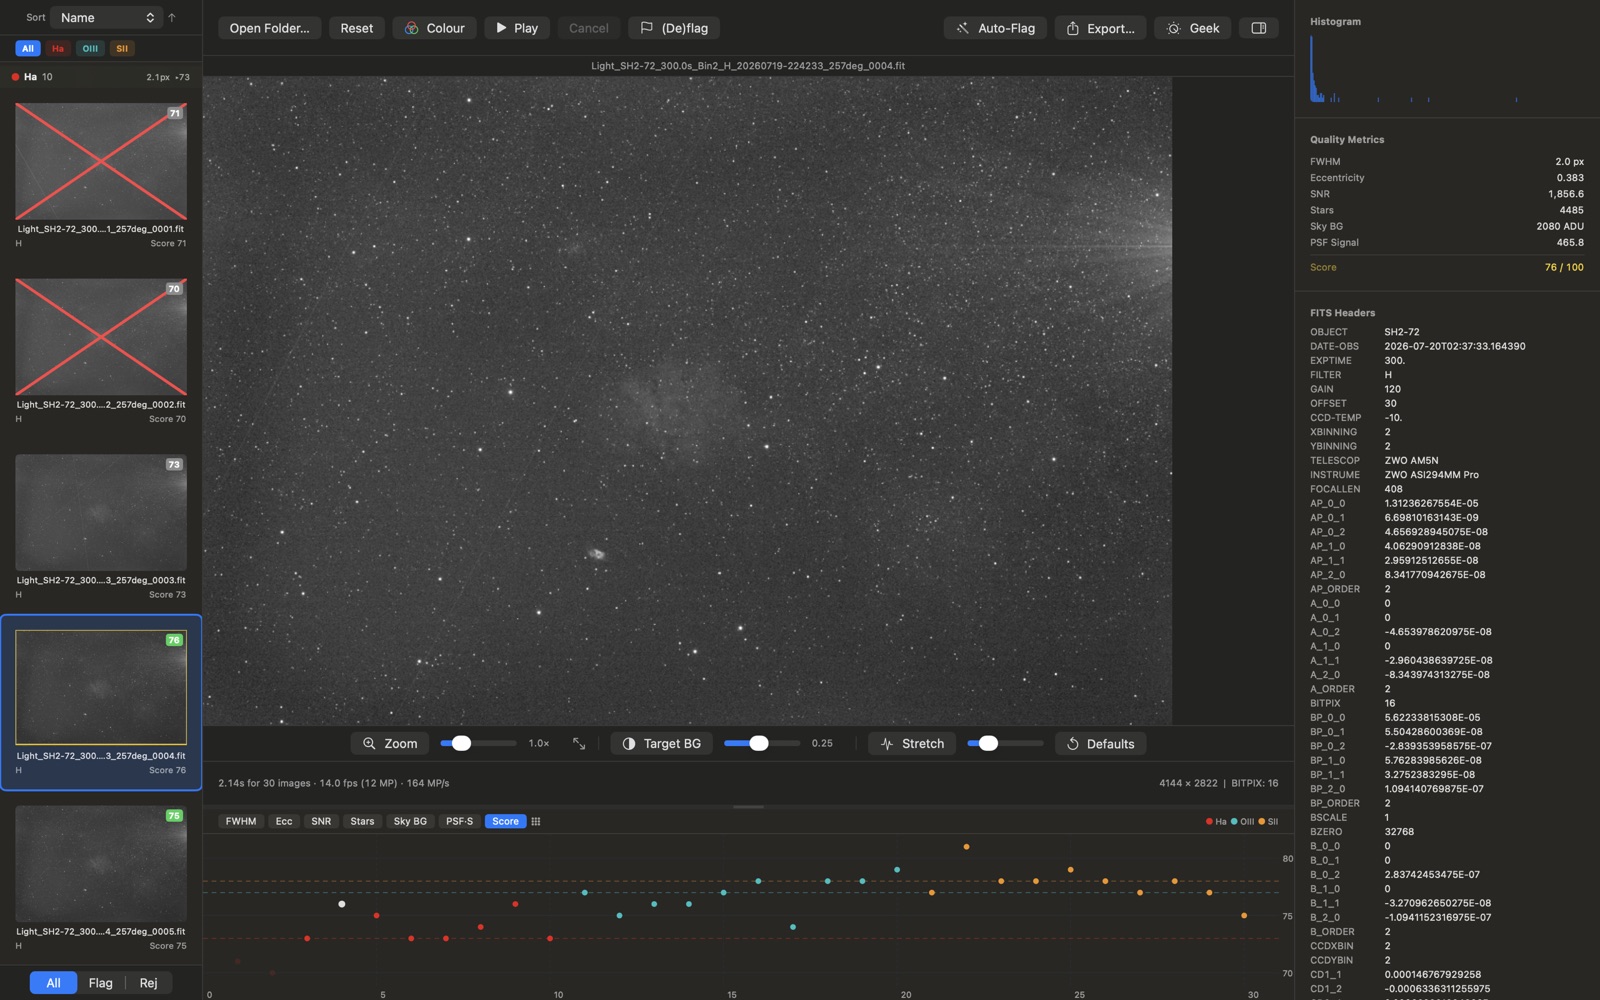 Sort Name
All Ha OIII SII
Ha 10 2.1px
71
Light_SH2-72_300....1_257deg_0001.fit
H Score 71
70
Light_SH2-72_300....2_257deg_0002.fit
H Score 70
73
Light_SH2-72_300....3_257deg_0003.fit
H Score 73
76
Light_SH2-72_300....3_257deg_0004.fit
H Score 76
75
Light_SH2-72_300....4_257deg_0005.fit
H Score 75
All Flag Rej
Open Folder... Reset Colour Play Cancel (De)flag Auto-Flag Export... Geek
Light_SH2-72_300.0s_Bin2_H_20260719-224233_257deg_0004.fit
Zoom 1.0× Target BG 0.25 Stretch Defaults
2.14s for 30 images · 14.0 fps (12 MP) · 164 MP/s 4144 × 2822 | BITPIX: 16
FWHM Ecc SNR Stars Sky BG PSF·S Score Ha OIII SII
80
75
70
0 5 10 15 20 25 30
Histogram
Quality Metrics
FWHM 2.0 px
Eccentricity 0.383
SNR 1,856.6
Stars 4485
Sky BG 2080 ADU
PSF Signal 465.8
Score 76 / 100
FITS Headers
OBJECT SH2-72
DATE-OBS 2026-07-20T02:37:33.164390
EXPTIME 300.
FILTER H
GAIN 120
OFFSET 30
CCD-TEMP -10.
XBINNING 2
YBINNING 2
TELESCOP ZWO AM5N
INSTRUME ZWO ASI294MM Pro
FOCALLEN 408
AP_0_0 1.31236267554E-05
AP_0_1 6.69810163143E-09
AP_0_2 4.656928945075E-08
AP_1_0 4.06290912838E-08
AP_1_1 2.95912512655E-08
AP_2_0 8.341770942675E-08
AP_ORDER 2
A_0_0 0
A_0_1 0
A_0_2 -4.653978620975E-08
A_1_0 0
A_1_1 -2.960438639725E-08
A_2_0 -8.343974313275E-08
A_ORDER 2
BITPIX 16
BP_0_0 5.62233815308E-05
BP_0_1 5.50428600369E-08
BP_0_2 -2.839353958575E-07
BP_1_0 5.76283985626E-08
BP_1_1 3.2752383295E-08
BP_2_0 1.094140769875E-07
BP_ORDER 2
BSCALE 1
BZERO 32768
B_0_0 0
B_0_1 0
B_0_2 2.83742453475E-07
B_1_0 0
B_1_1 -3.270962650275E-08
B_2_0 -1.0941152316975E-07
B_ORDER 2
CCDXBIN 2
CCDYBIN 2
CD1_1 0.000146767929258
CD1_2 -0.0006336311255975